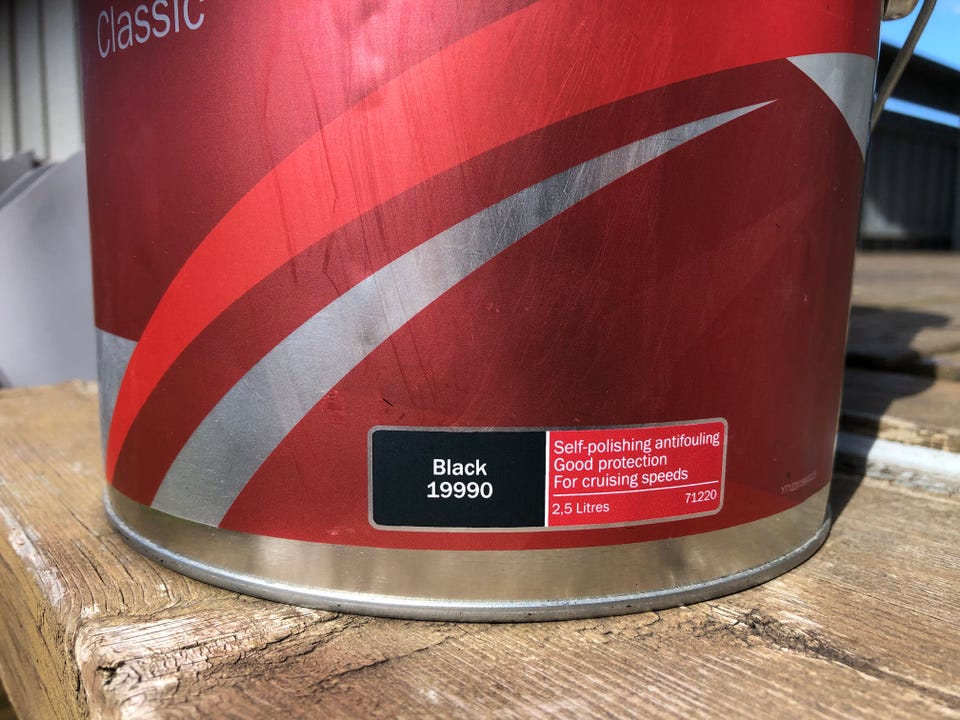 Classic
Black
19990
Self-polishing antifouling
Good protection
For cruising speeds
2,5 Litres
71220